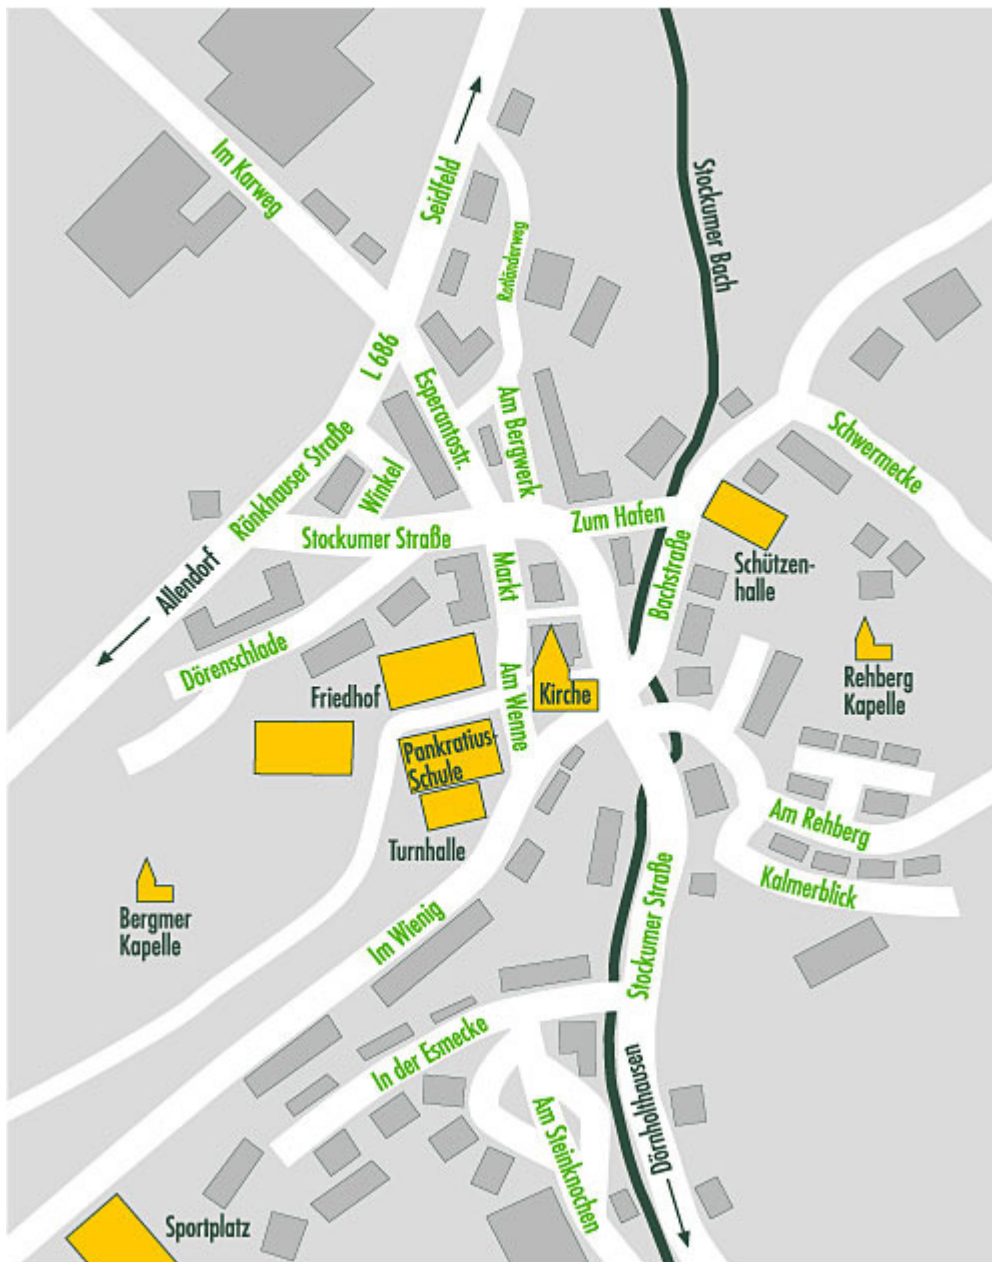 Im Karweg
Seidfeld
Stockumer Bach
Rotländerweg
L 686
Esperantostr.
Am Bergwerk
Schwermecke
Rönkhauser Straße
Winkel
Stockumer Straße
Zum Hafen
Allendorf
Markt
Bachstraße
Schützen-
halle
Dörenschlade
Friedhof
Am Wenne
Kirche
Rehberg
Kapelle
Pankratius-
Schule
Turnhalle
Am Rehberg
Kalmerblick
Bergmer
Kapelle
Im Wienig
Stockumer Straße
In der Esmecke
Am Steinknochen
Dörnholthausen
Sportplatz